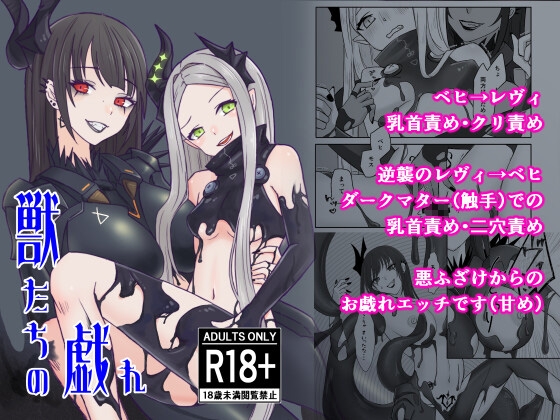 獣たちの戯れ
ADULTS ONLY
R18+
18歳未満閲覧禁止
ベヒ→レヴィ
乳首責め・クリ責め
逆襲のレヴィ→ベヒ
ダークマター(触手)での
乳首責め・二穴責め
悪ふざけからの
お戯れエッチです(甘め)